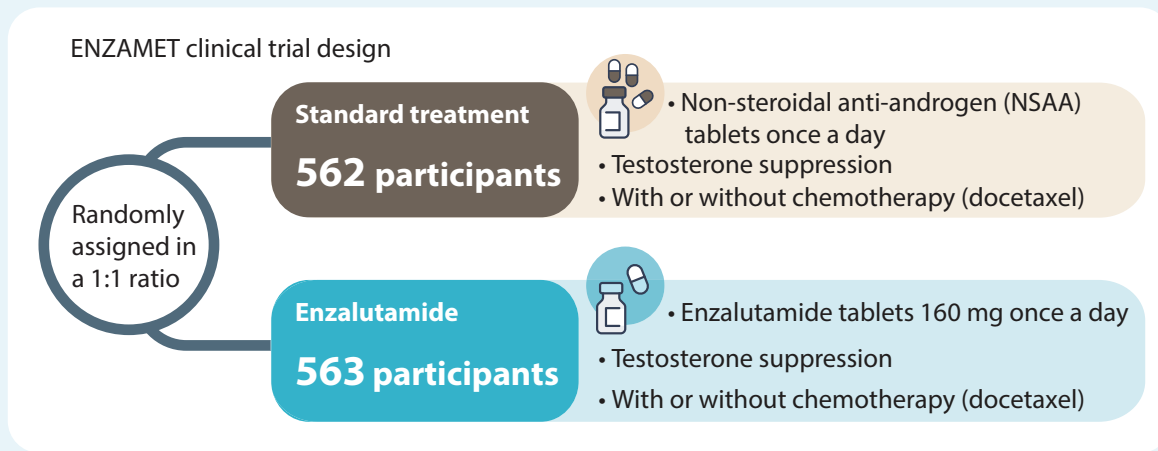 ENZAMET clinical trial design
Randomly
assigned in
a 1:1 ratio
Standard treatment
562 participants
• Non-steroidal anti-androgen (NSAA)
tablets once a day
• Testosterone suppression
• With or without chemotherapy (docetaxel)
Enzalutamide
563 participants
• Enzalutamide tablets 160 mg once a day
• Testosterone suppression
• With or without chemotherapy (docetaxel)